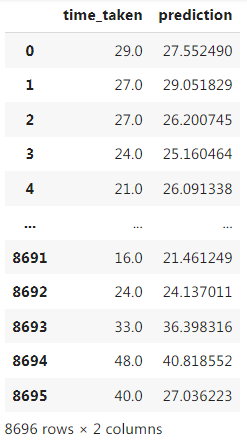 time_taken prediction
0 29.0 27.552490
1 27.0 29.051829
2 27.0 26.200745
3 24.0 25.160464
4 21.0 26.091338
... ... ...
8691 16.0 21.461249
8692 24.0 24.137011
8693 33.0 36.398316
8694 48.0 40.818552
8695 40.0 27.036223
8696 rows × 2 columns